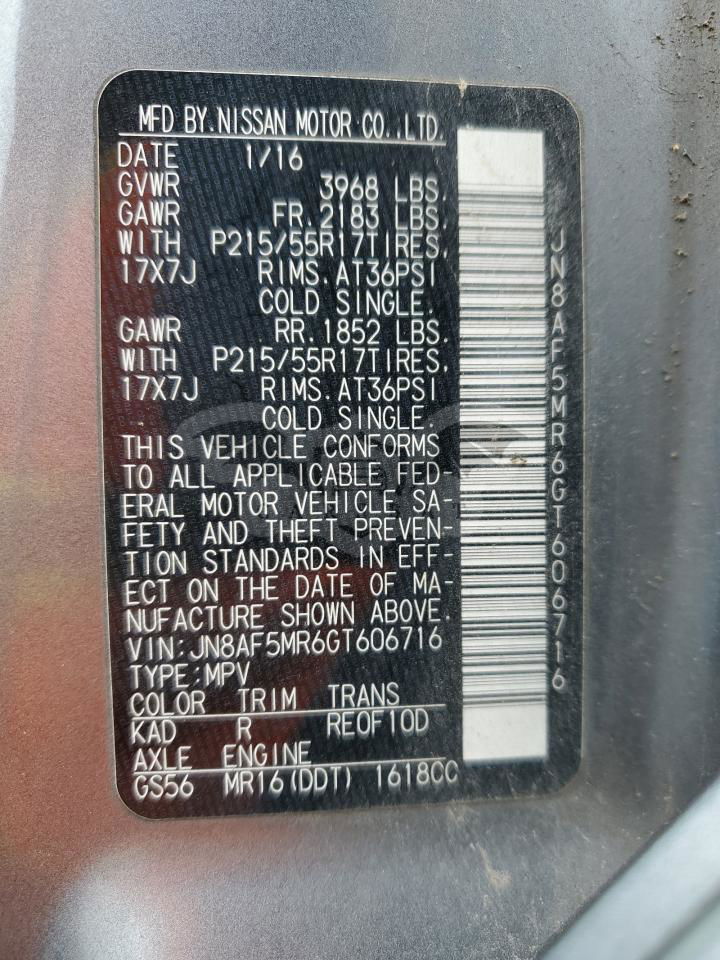 MFD BY.NISSAN MOTOR CO.,LTD.
DATE 1/16
GVWR 3968 LBS.
GAWR FR.2183 LBS.
WITH P215/55R17TIRES,
17X7J RIMS.AT36PSI
COLD SINGLE.
GAWR RR.1852 LBS.
WITH P215/55R17TIRES,
17X7J RIMS.AT36PSI
COLD SINGLE.
THIS VEHICLE CONFORMS
TO ALL APPLICABLE FED-
ERAL MOTOR VEHICLE SA-
FETY AND THEFT PREVEN-
TION STANDARDS IN EFF-
ECT ON THE DATE OF MA-
NUFACTURE SHOWN ABOVE.
VIN:JN8AF5MR6GT606716
TYPE:MPV
COLOR TRIM TRANS
KAD R RE0F10D
AXLE ENGINE
GS56 MR16(DDT) 1618CC
JN8AF5MR6GT606716